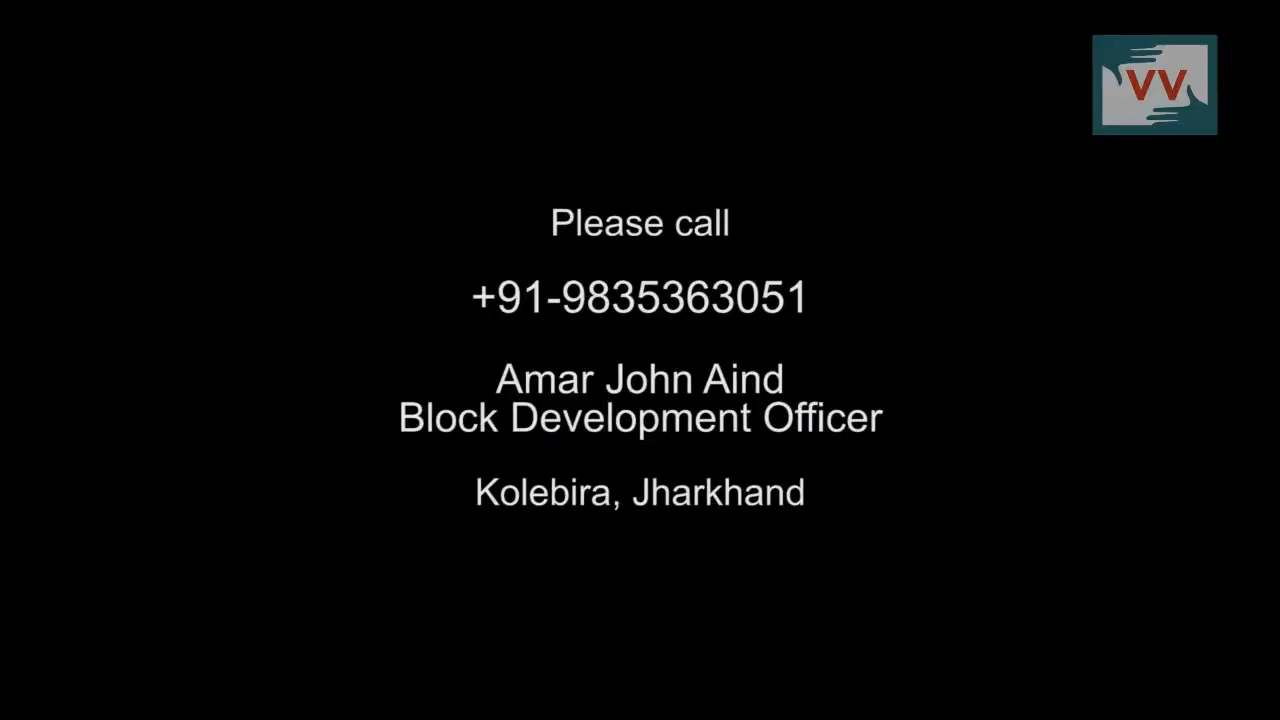 VV
Please call
+91-9835363051
Amar John Aind
Block Development Officer
Kolebira, Jharkhand